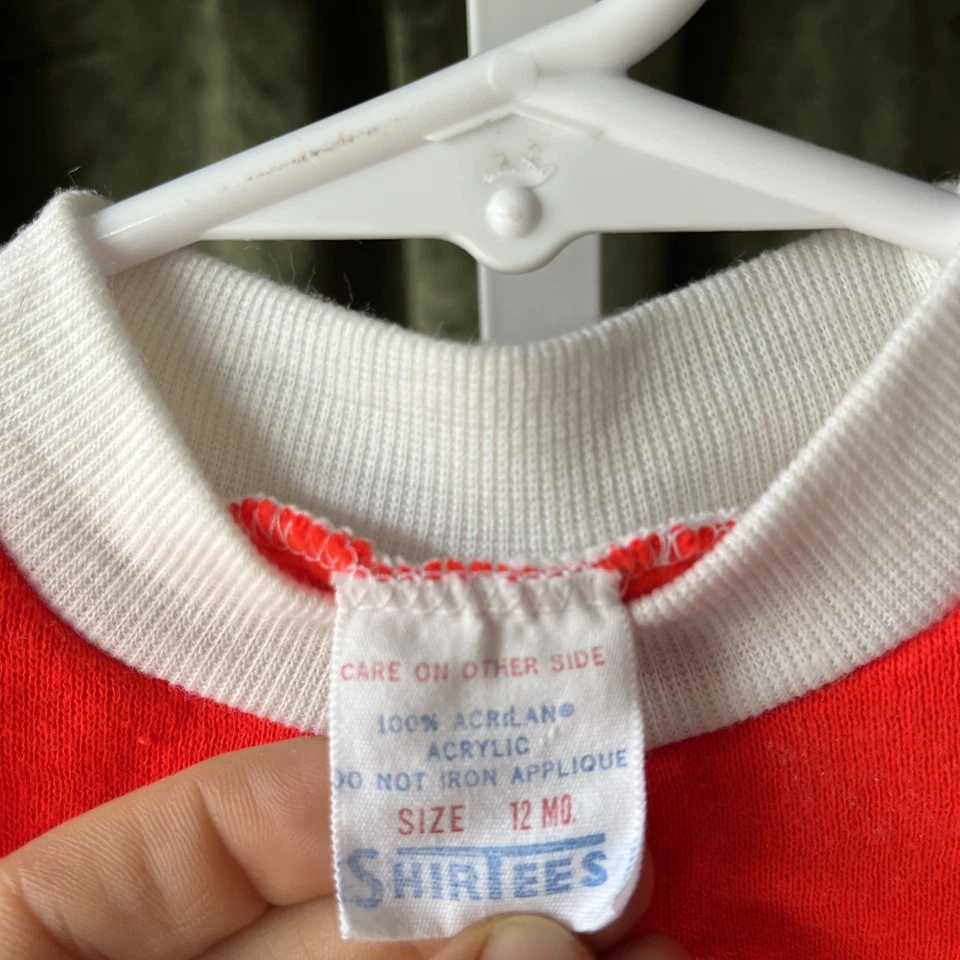 CARE ON OTHER SIDE
100% ACRILAN®
ACRYLIC
DO NOT IRON APPLIQUE
SIZE 12 MO.
SHIRTEES